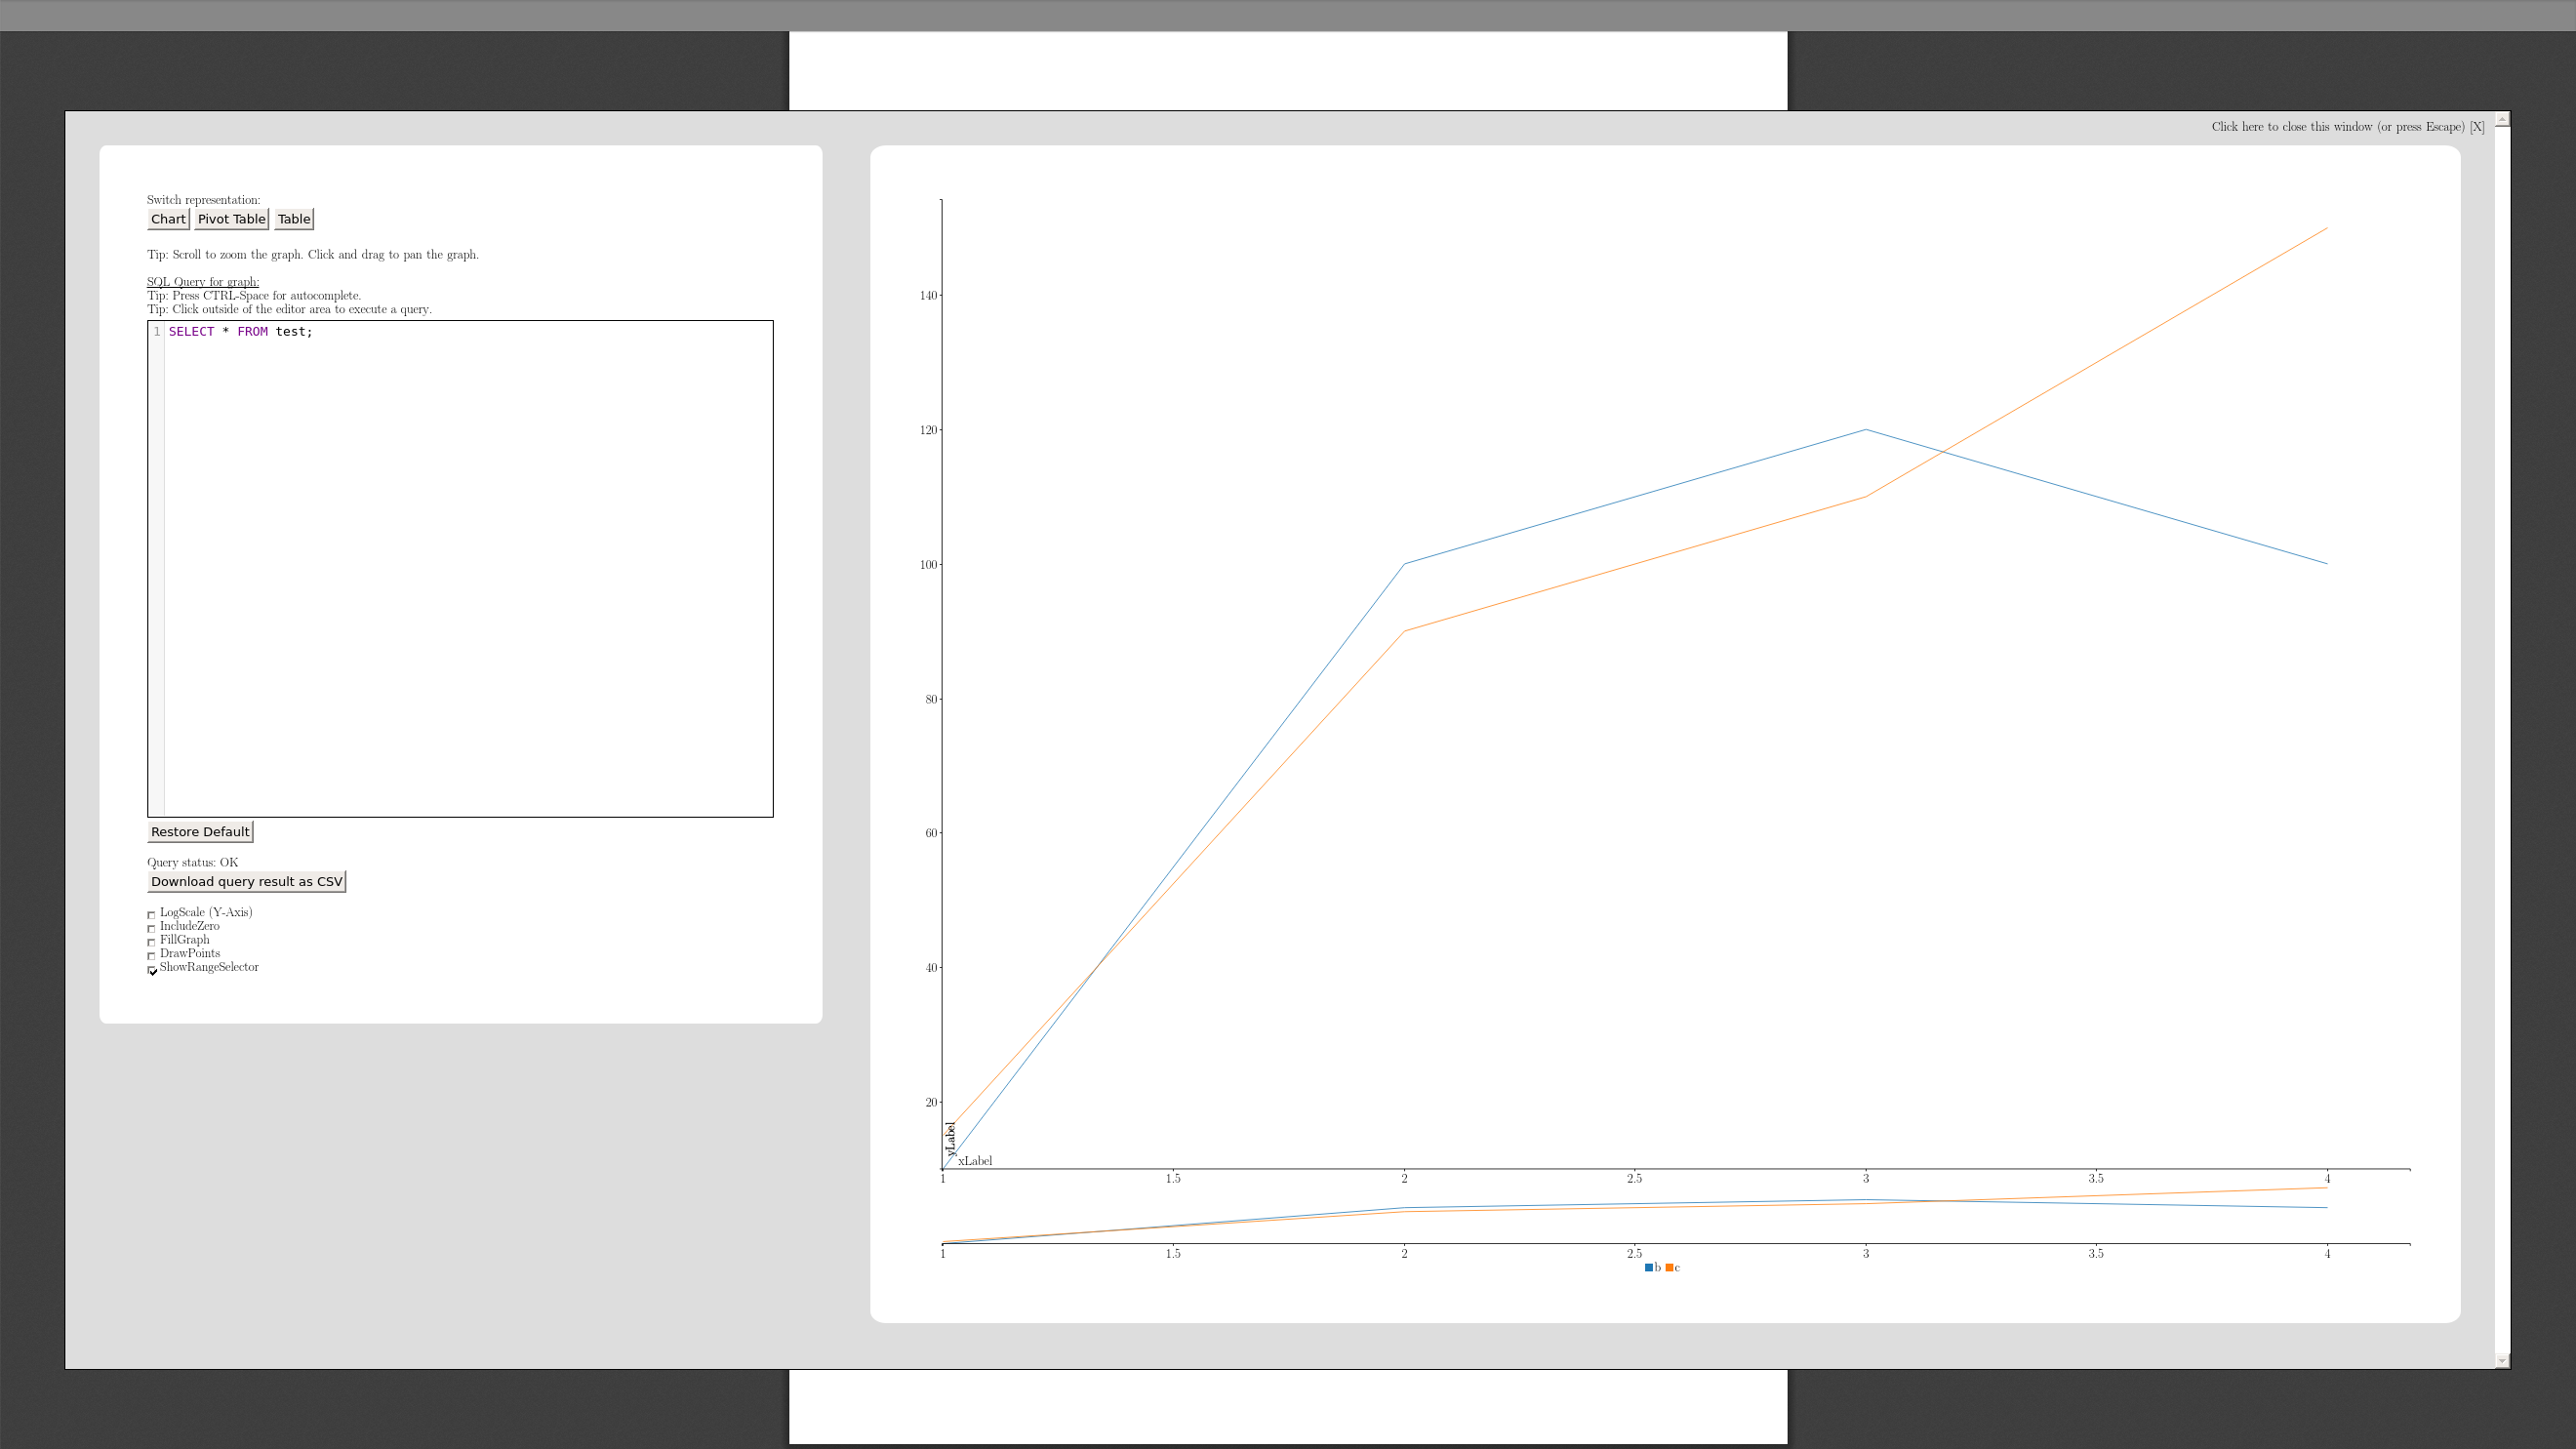 Click here to close this window (or press Escape) [X]
Switch representation:
Chart Pivot Table Table
Tip: Scroll to zoom the graph. Click and drag to pan the graph.
SQL Query for graph:
Tip: Press CTRL-Space for autocomplete.
Tip: Click outside of the editor area to execute a query.
1 SELECT * FROM test;
Restore Default
Query status: OK
Download query result as CSV
LogScale (Y-Axis)
IncludeZero
FillGraph
DrawPoints
ShowRangeSelector
140
120
100
80
60
40
20
yLabel
xLabel
1 1.5 2 2.5 3 3.5 4
1 1.5 2 2.5 3 3.5 4
b c